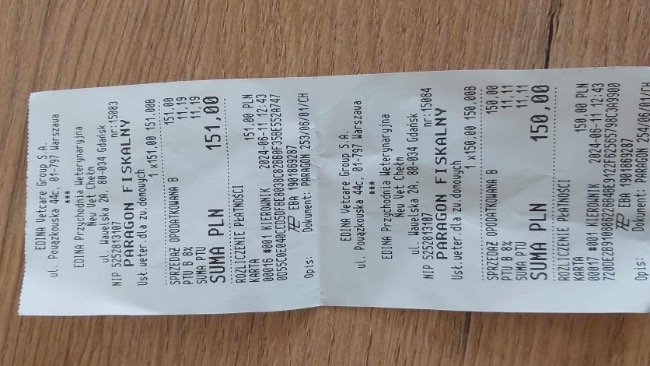 EDINA Vetcare Group S.A.
ul. Powązkowska 44c, 01-797 Warszawa
***
EDINA Przychodnia Weterynaryjna
Neu Vet Chełm
ul. Wawelska 2A, 80-034 Gdańsk
NIP 5252813107 nr:15083
PARAGON FISKALNY
Usł.weter.dla zw.domowych
1 x151,00 151,00B
SPRZEDAŻ OPODATKOWANA B 151,00
PTU B 8% 11,19
SUMA PTU 11,19
SUMA PLN 151,00
ROZLICZENIE PŁATNOŚCI
KARTA 151,00 PLN
00016 #001 KIEROWNIK 2024-06-11 12:43
EBA 1901869287
Dokument: PARAGON 253/06/01/CH
Opis:
EDINA Vetcare Group S.A.
ul. Powązkowska 44c, 01-797 Warszawa
***
EDINA Przychodnia Weterynaryjna
Neu Vet Chełm
ul. Wawelska 2A, 80-034 Gdańsk
NIP 5252813107 nr:15084
PARAGON FISKALNY
Usł.weter.dla zw.domowych
1 x150,00 150,00B
SPRZEDAŻ OPODATKOWANA B 150,00
PTU B 8% 11,11
SUMA PTU 11,11
SUMA PLN 150,00
ROZLICZENIE PŁATNOŚCI
KARTA 150,00 PLN
00017 #001 KIEROWNIK 2024-06-11 12:43
EBA 1901869287
Dokument: PARAGON 254/06/01/CH
Opis: